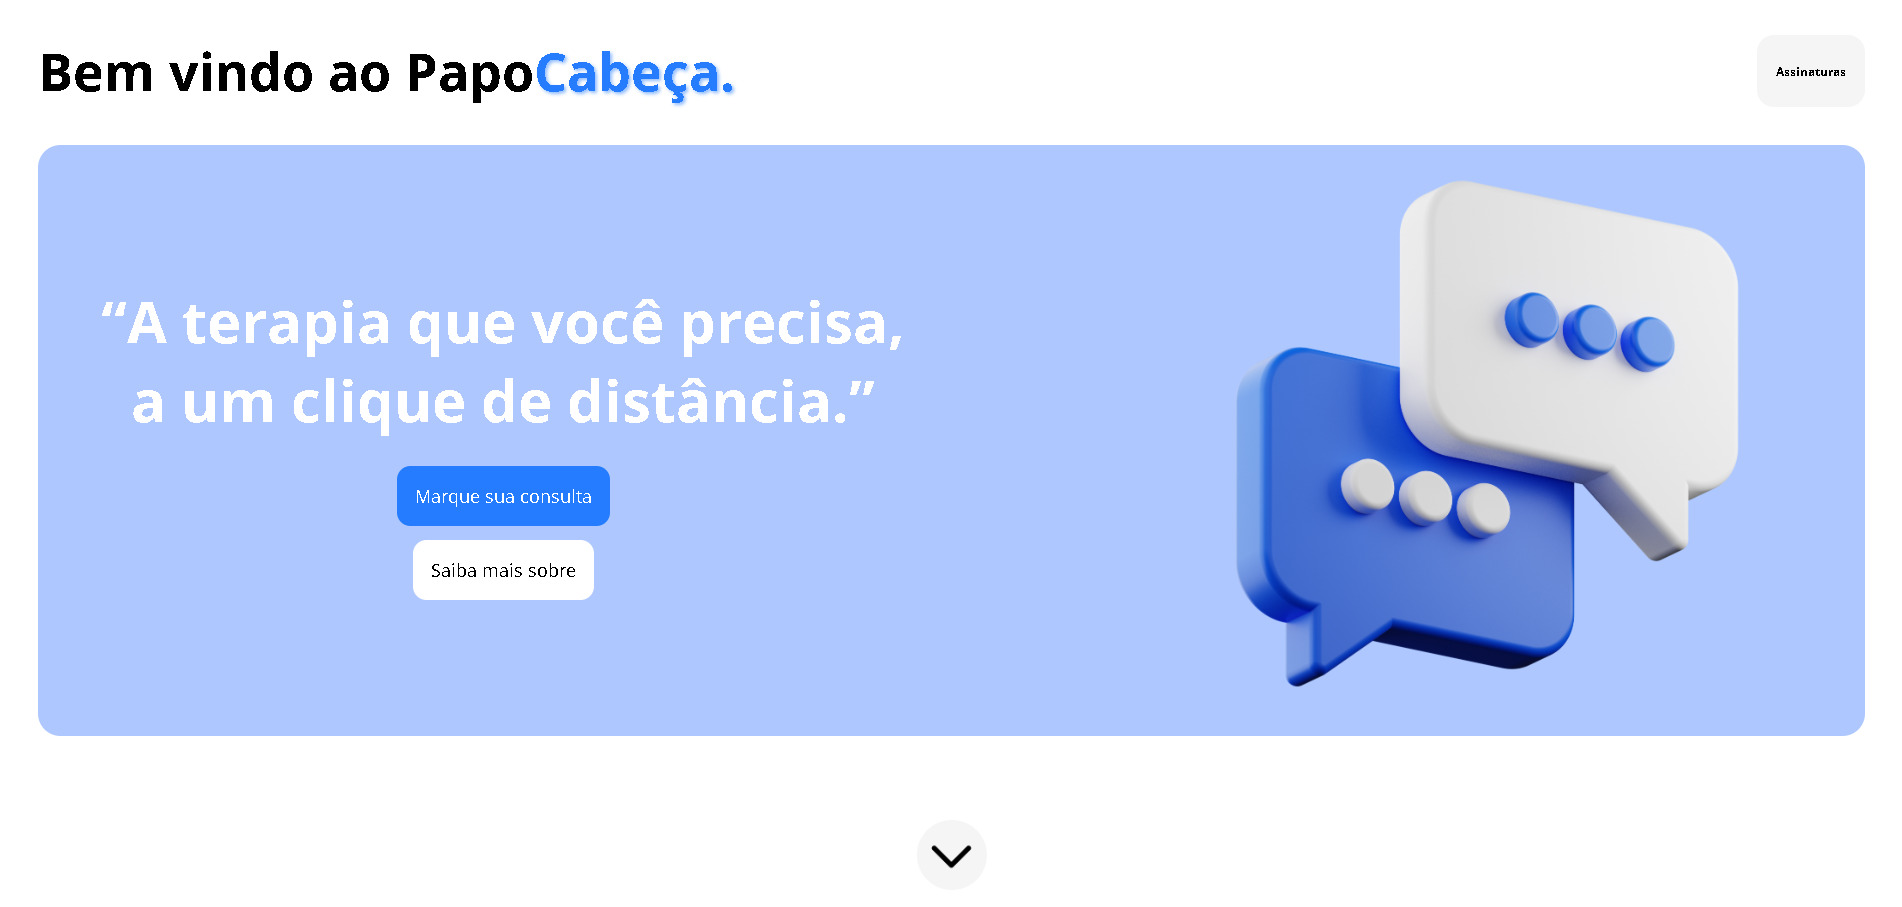 Bem vindo ao PapoCabeça.
Assinaturas
“A terapia que você precisa,
a um clique de distância.”
Marque sua consulta
Saiba mais sobre